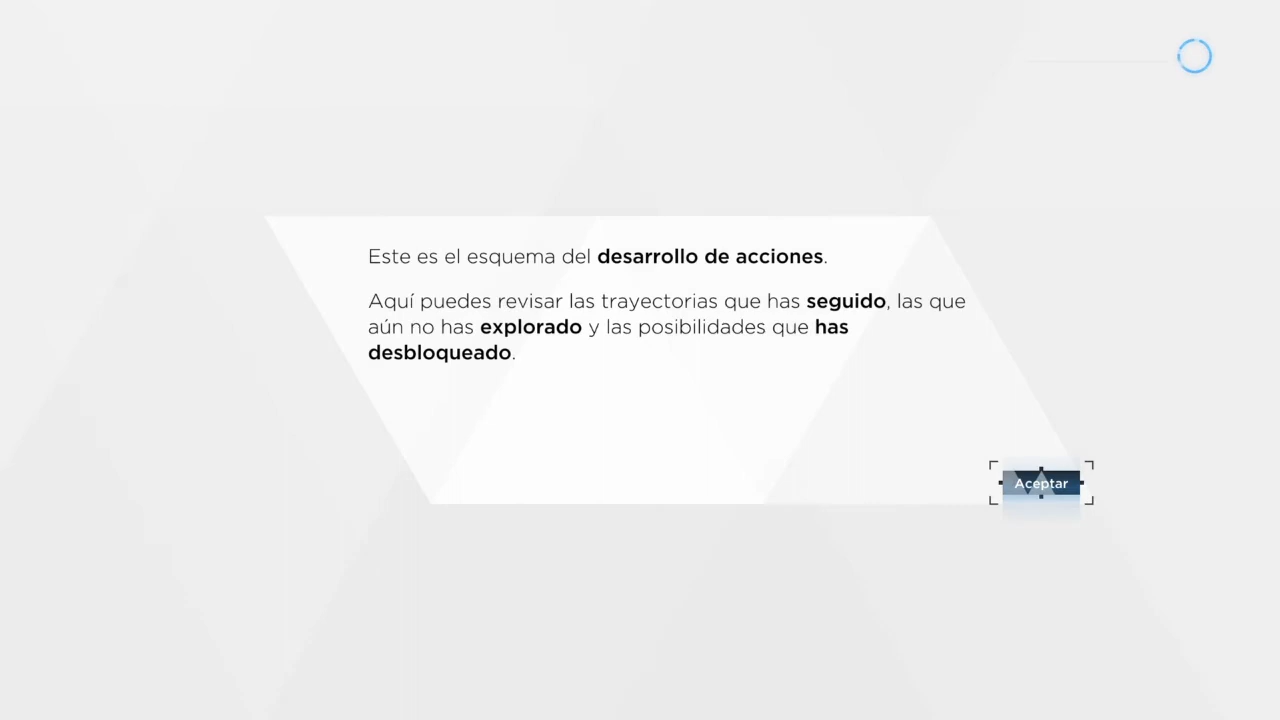 Este es el esquema del desarrollo de acciones.
Aquí puedes revisar las trayectorias que has seguido, las que
aún no has explorado y las posibilidades que has
desbloqueado.
Aceptar